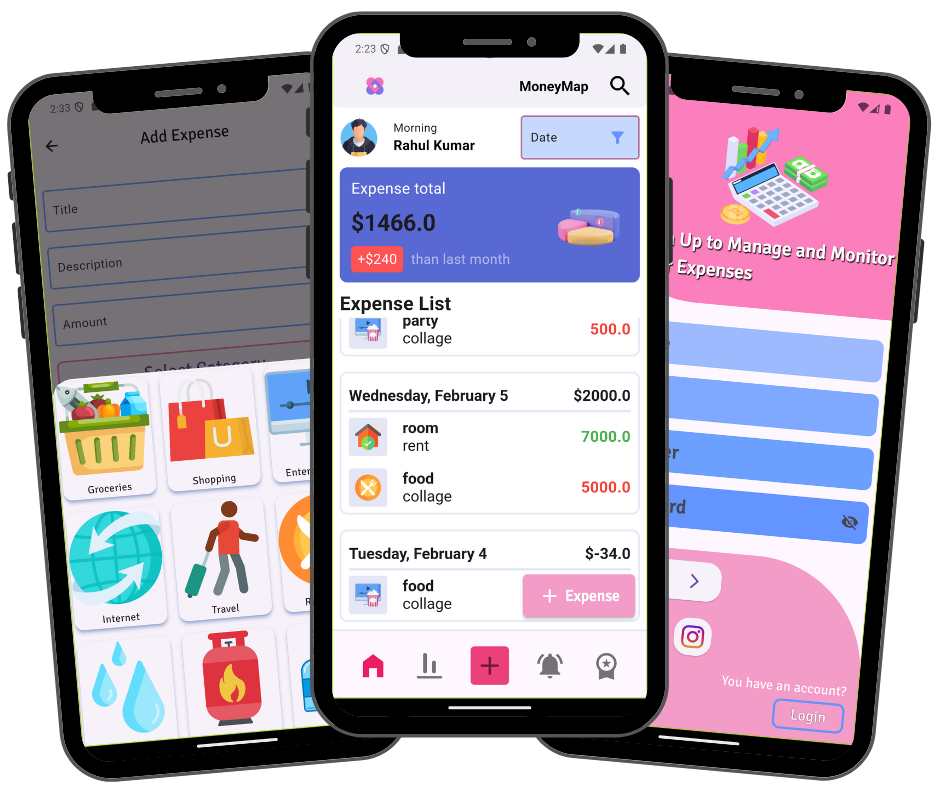 2:33
Add Expense
Title
Description
Amount
Select Category
Groceries
Shopping
Internet
Travel
2:23
MoneyMap
Morning
Rahul Kumar
Date
Expense total
$1466.0
+$240 than last month
Expense List
party
collage
500.0
Wednesday, February 5 $2000.0
room
rent
7000.0
food
collage
5000.0
Tuesday, February 4 $-34.0
food
collage
+ Expense
Up to Manage and Monitor
Expenses
You have an account?
Login